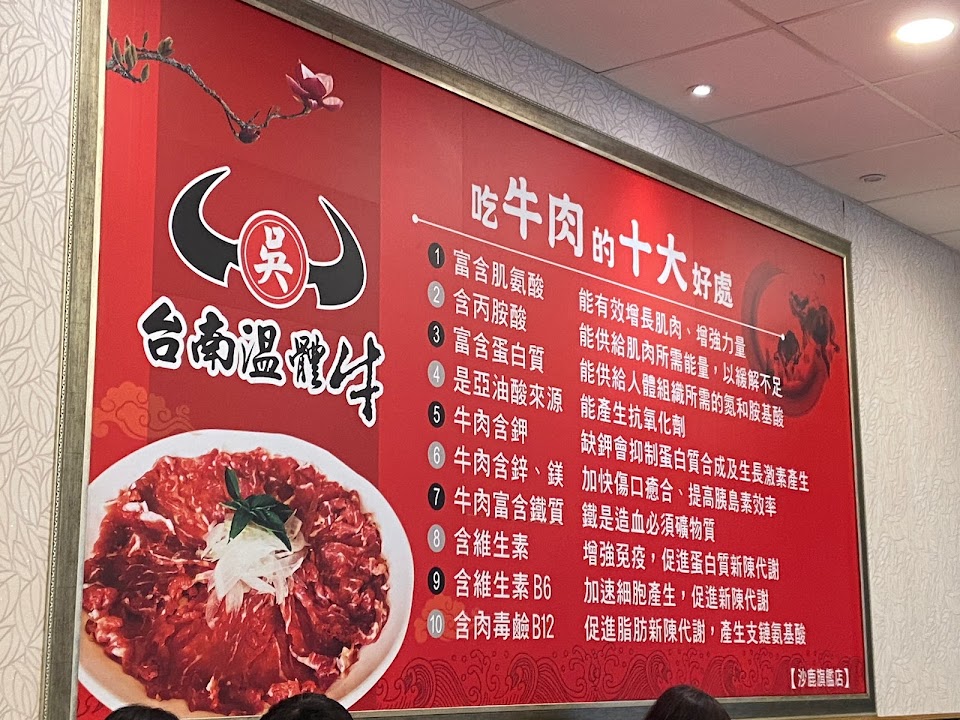 吳
台南溫體牛
吃牛肉的十大好處
1 富含肌氨酸 能有效增長肌肉、增強力量
2 含丙胺酸 能供給肌肉所需能量，以緩解不足
3 富含蛋白質 能供給人體組織所需的氮和胺基酸
4 是亞油酸來源 能產生抗氧化劑
5 牛肉含鉀 缺鉀會抑制蛋白質合成及生長激素產生
6 牛肉含鋅、鎂 加快傷口癒合、提高胰島素效率
7 牛肉富含鐵質 鐵是造血必須礦物質
8 含維生素 增強免疫，促進蛋白質新陳代謝
9 含維生素B6 加速細胞產生，促進新陳代謝
10 含肉毒鹼B12 促進脂肪新陳代謝，產生支鏈氨基酸
【沙鹿旗艦店】